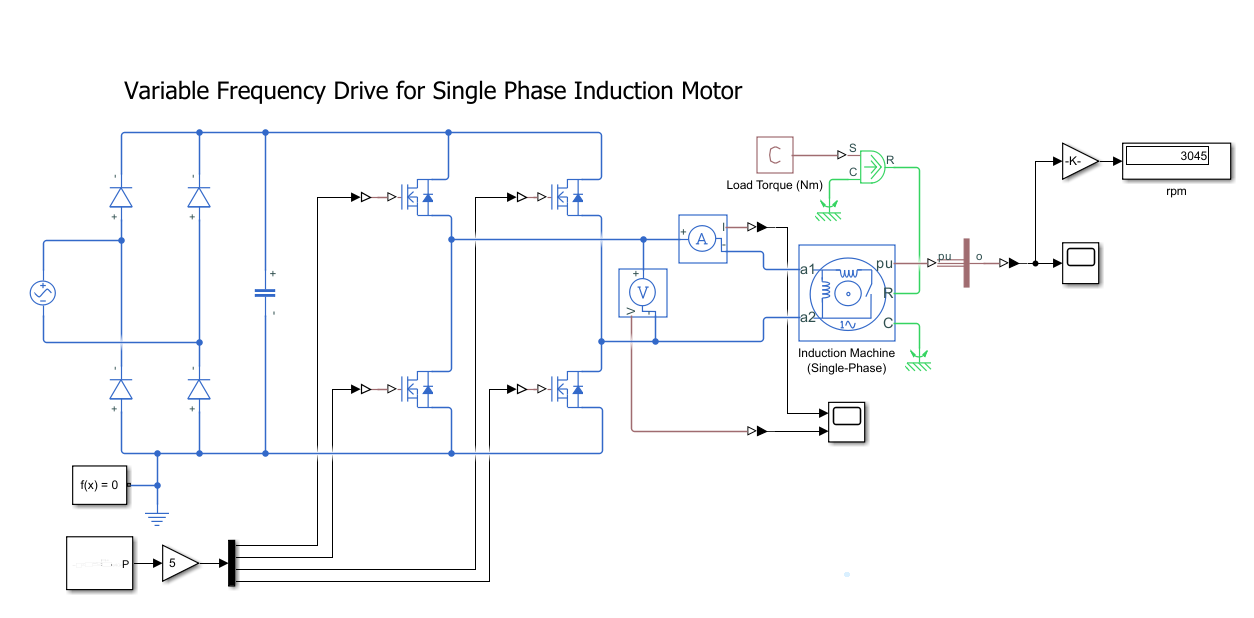 Variable Frequency Drive for Single Phase Induction Motor
C
S
C
R
Load Torque (Nm)
-K-
3045
rpm
- -
+ +
+
-
+ A I -
+ V V -
a1
a2
pu
R
C
1
pu o
Induction Machine
(Single-Phase)
+
-
- -
+ +
f(x) = 0
P
5